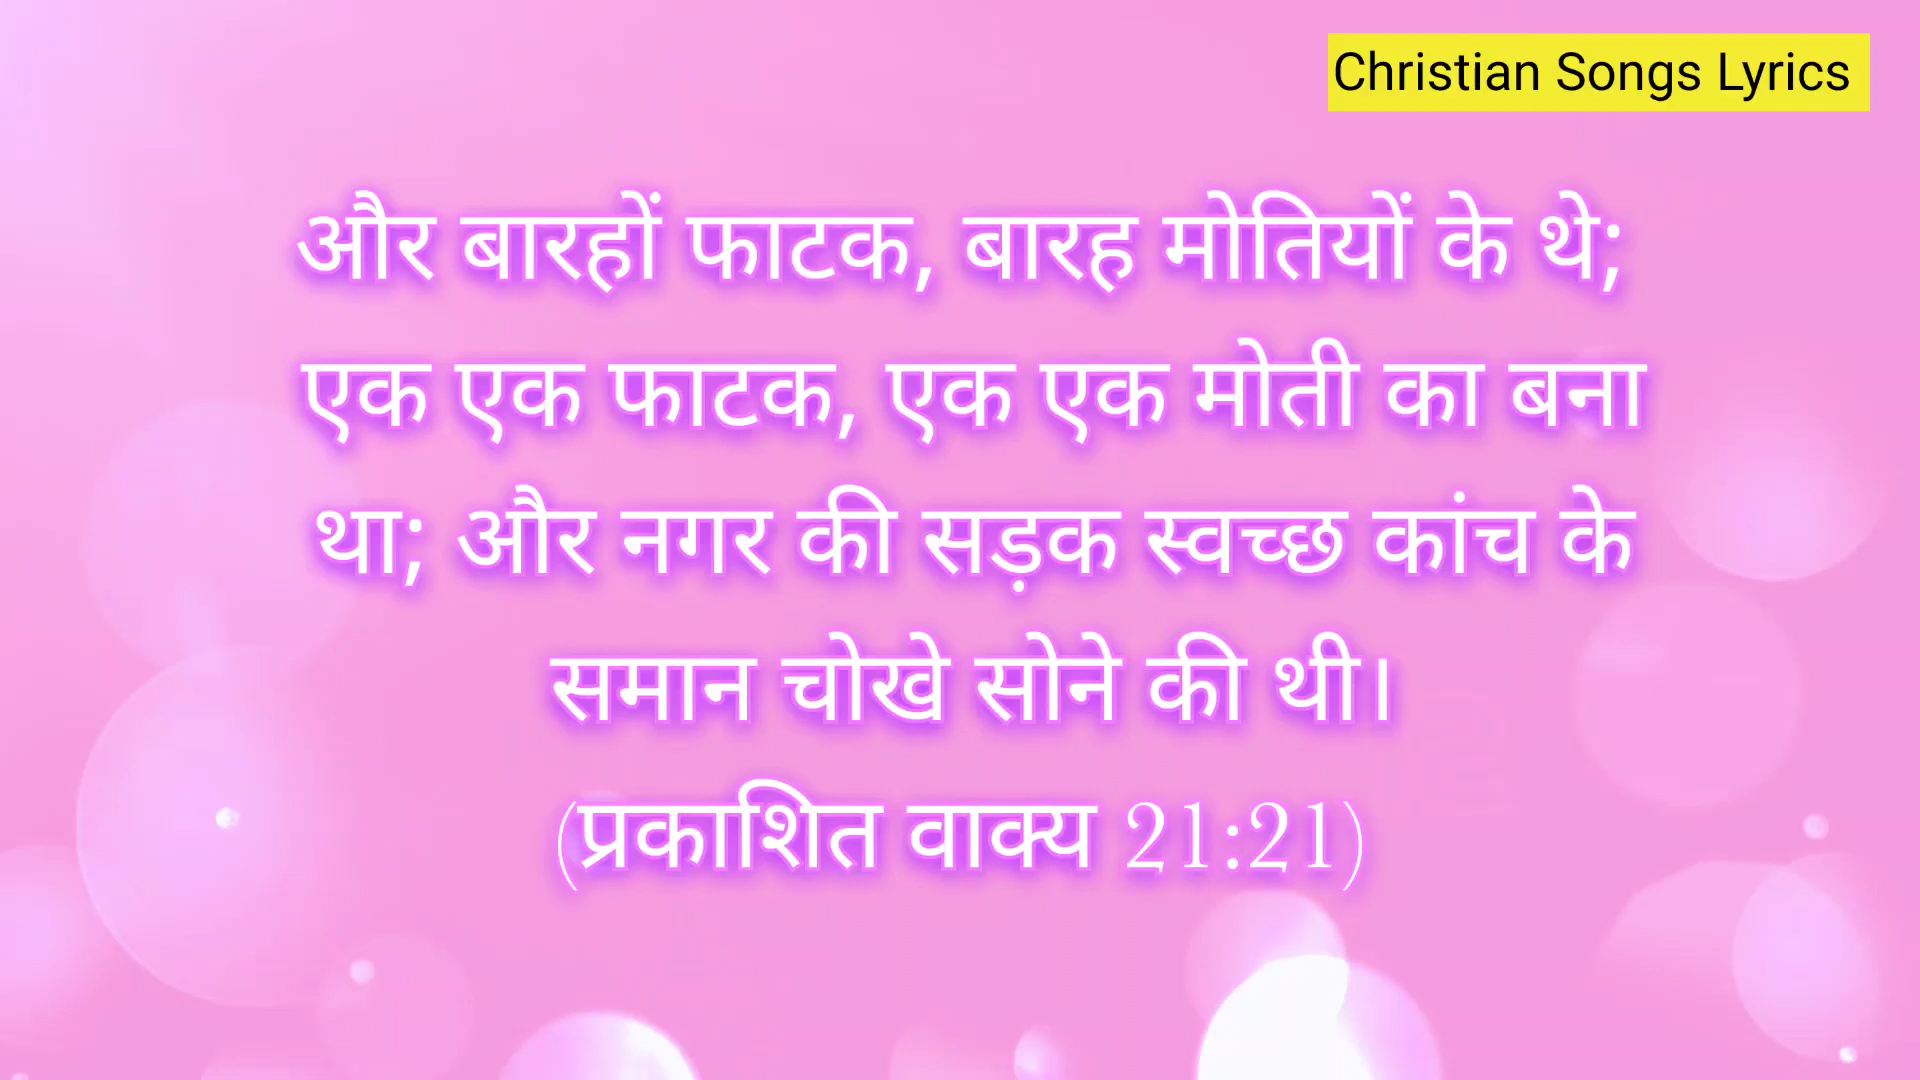 Christian Songs Lyrics
और बारहों फाटक, बारह मोतियों के थे;
एक एक फाटक, एक एक मोती का बना
था; और नगर की सड़क स्वच्छ कांच के
समान चोखे सोने की थी।
(प्रकाशित वाक्य 21:21)